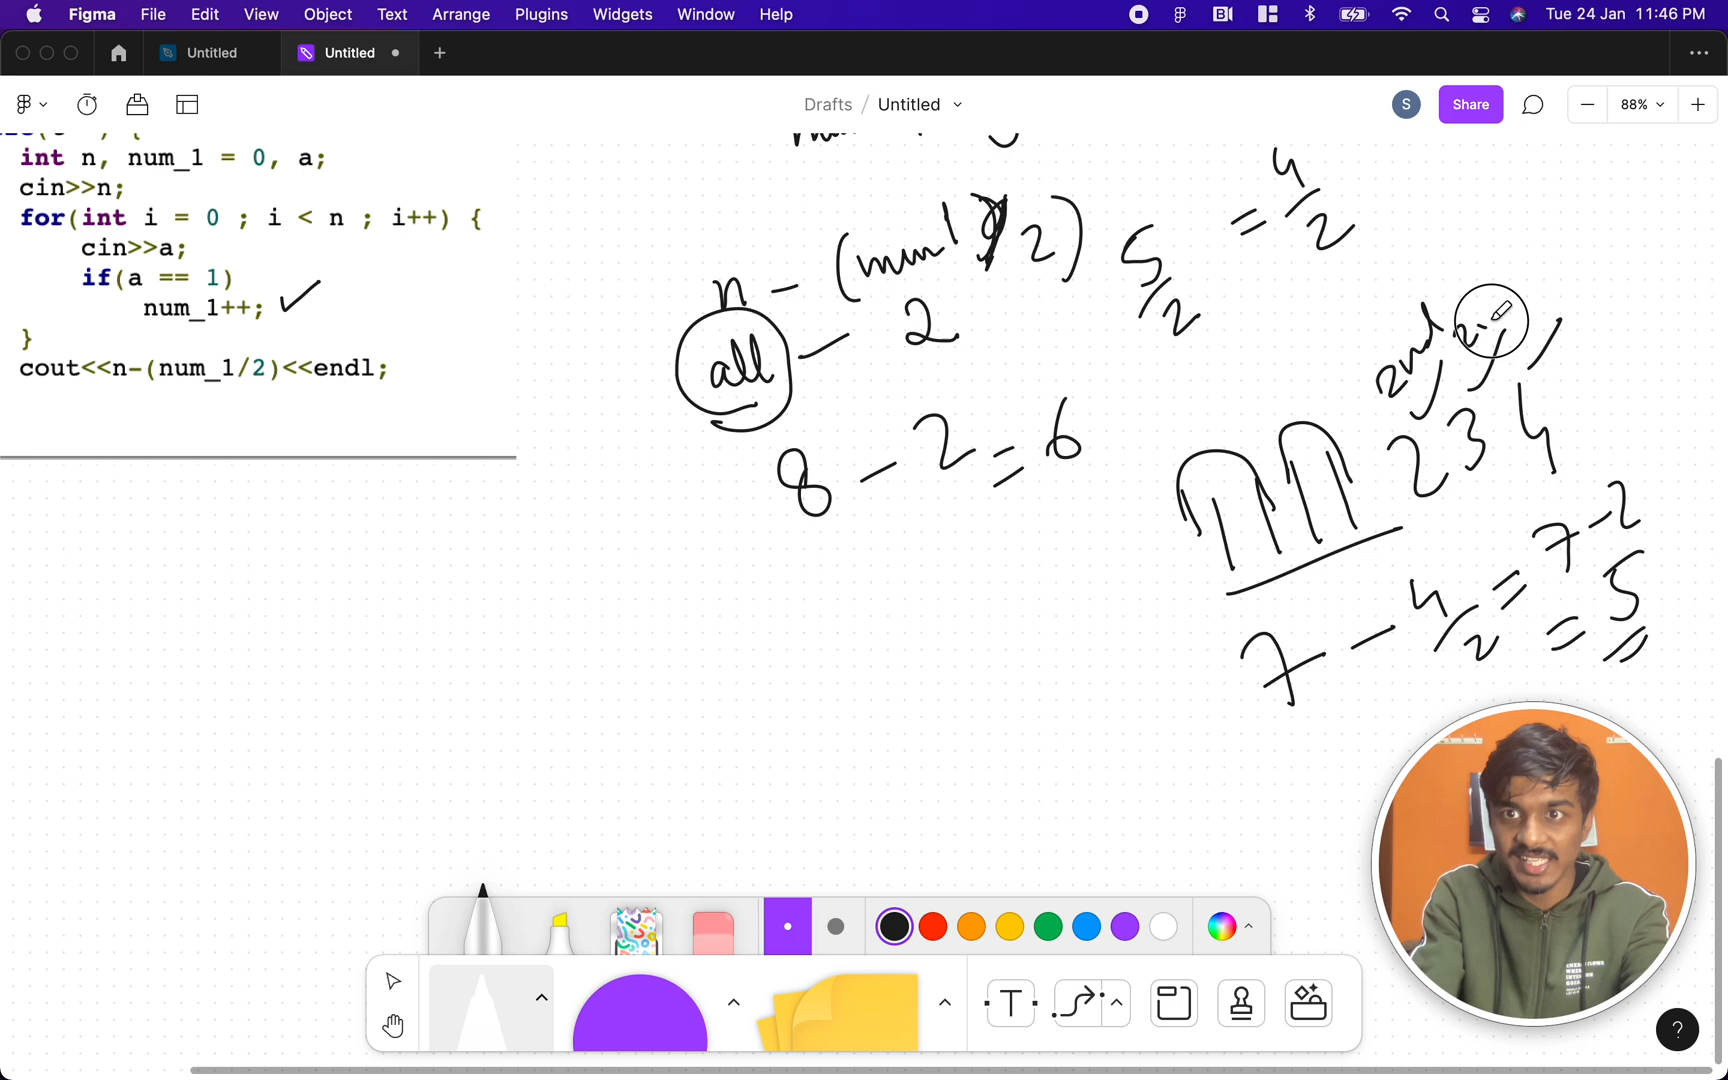 Figma File Edit View Object Text Arrange Plugins Widgets Window Help Tue 24 Jan 11:46 PM
Untitled Untitled
Drafts / Untitled S Share 88%
int n, num_1 = 0, a;
cin>>n;
for(int i = 0 ; i < n ; i++) {
cin>>a;
if(a == 1)
num_1++;
}
cout<<n-(num_1/2)<<endl;
n - (num1 / 2)
5/2
= 4/2
all - 2
8 - 2 = 6
2nd
2 3 4
7 - 4/2 = 7 - 2
= 5
T
?